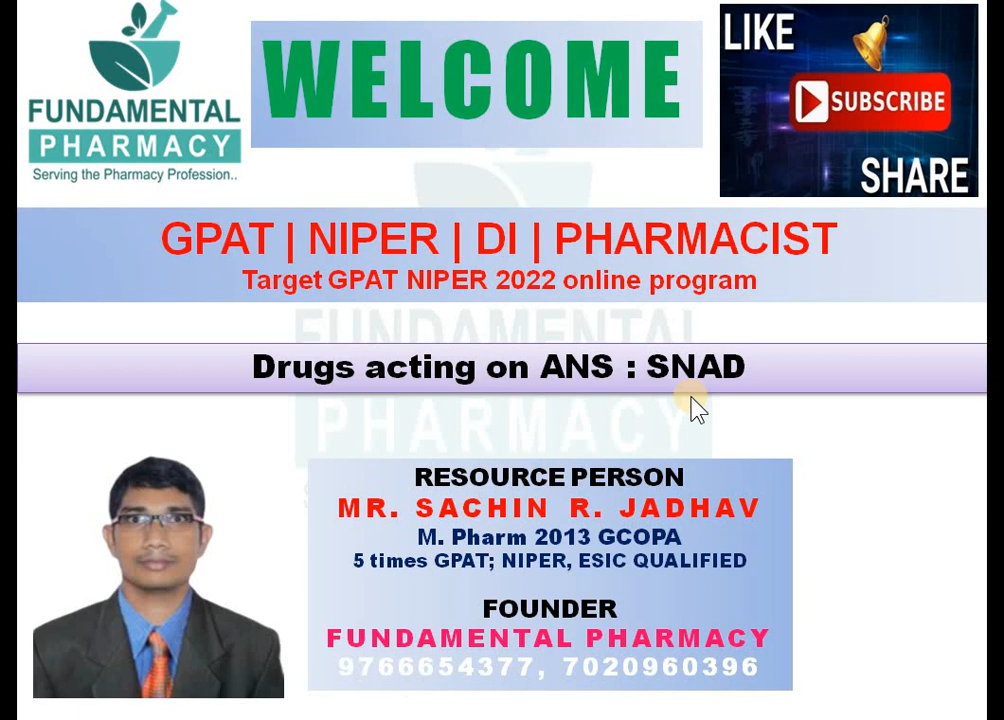 FUNDAMENTAL
PHARMACY
Serving the Pharmacy Profession..
WELCOME
LIKE
SUBSCRIBE
SHARE
GPAT | NIPER | DI | PHARMACIST
Target GPAT NIPER 2022 online program
FUNDAMENTAL
Drugs acting on ANS : SNAD
PHARMACY
RESOURCE PERSON
MR. SACHIN R. JADHAV
M. Pharm 2013 GCOPA
5 times GPAT; NIPER, ESIC QUALIFIED
FOUNDER
FUNDAMENTAL PHARMACY
9766654377, 7020960396